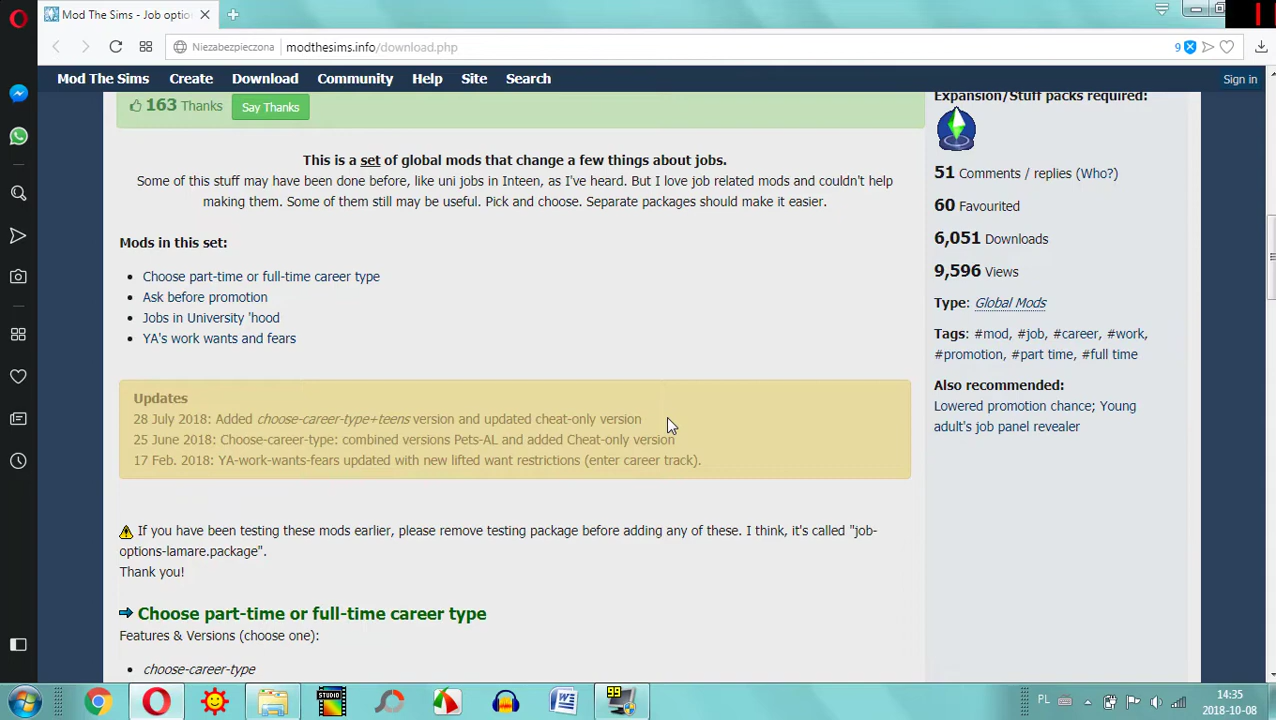 Mod The Sims - Job optio
Niezabezpieczona
modthesims.info/download.php
9
Mod The Sims Create Download Community Help Site Search
Sign in
163 Thanks
Say Thanks
This is a set of global mods that change a few things about jobs.
Some of this stuff may have been done before, like uni jobs in Inteen, as I've heard. But I love job related mods and couldn't help
making them. Some of them still may be useful. Pick and choose. Separate packages should make it easier.
Mods in this set:
Choose part-time or full-time career type
Ask before promotion
Jobs in University 'hood
YA's work wants and fears
Updates
28 July 2018: Added choose-career-type+teens version and updated cheat-only version
25 June 2018: Choose-career-type: combined versions Pets-AL and added Cheat-only version
17 Feb. 2018: YA-work-wants-fears updated with new lifted want restrictions (enter career track).
If you have been testing these mods earlier, please remove testing package before adding any of these. I think, it's called "job-
options-lamare.package".
Thank you!
Choose part-time or full-time career type
Features & Versions (choose one):
choose-career-type
Expansion/Stuff packs required:
51 Comments / replies (Who?)
60 Favourited
6,051 Downloads
9,596 Views
Type: Global Mods
Tags: #mod, #job, #career, #work,
#promotion, #part time, #full time
Also recommended:
Lowered promotion chance; Young
adult's job panel revealer
STUDIO
99
PL
14:35
2018-10-08